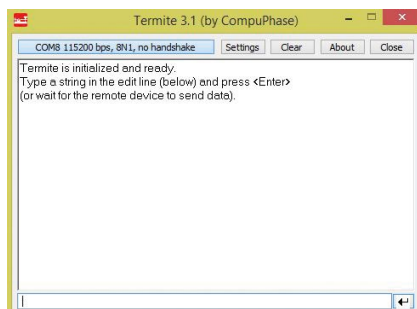 Termite 3.1 (by CompuPhase)
COM8 115200 bps, 8N1, no handshake Settings Clear About Close
Termite is initialized and ready.
Type a string in the edit line (below) and press <Enter>
(or wait for the remote device to send data).